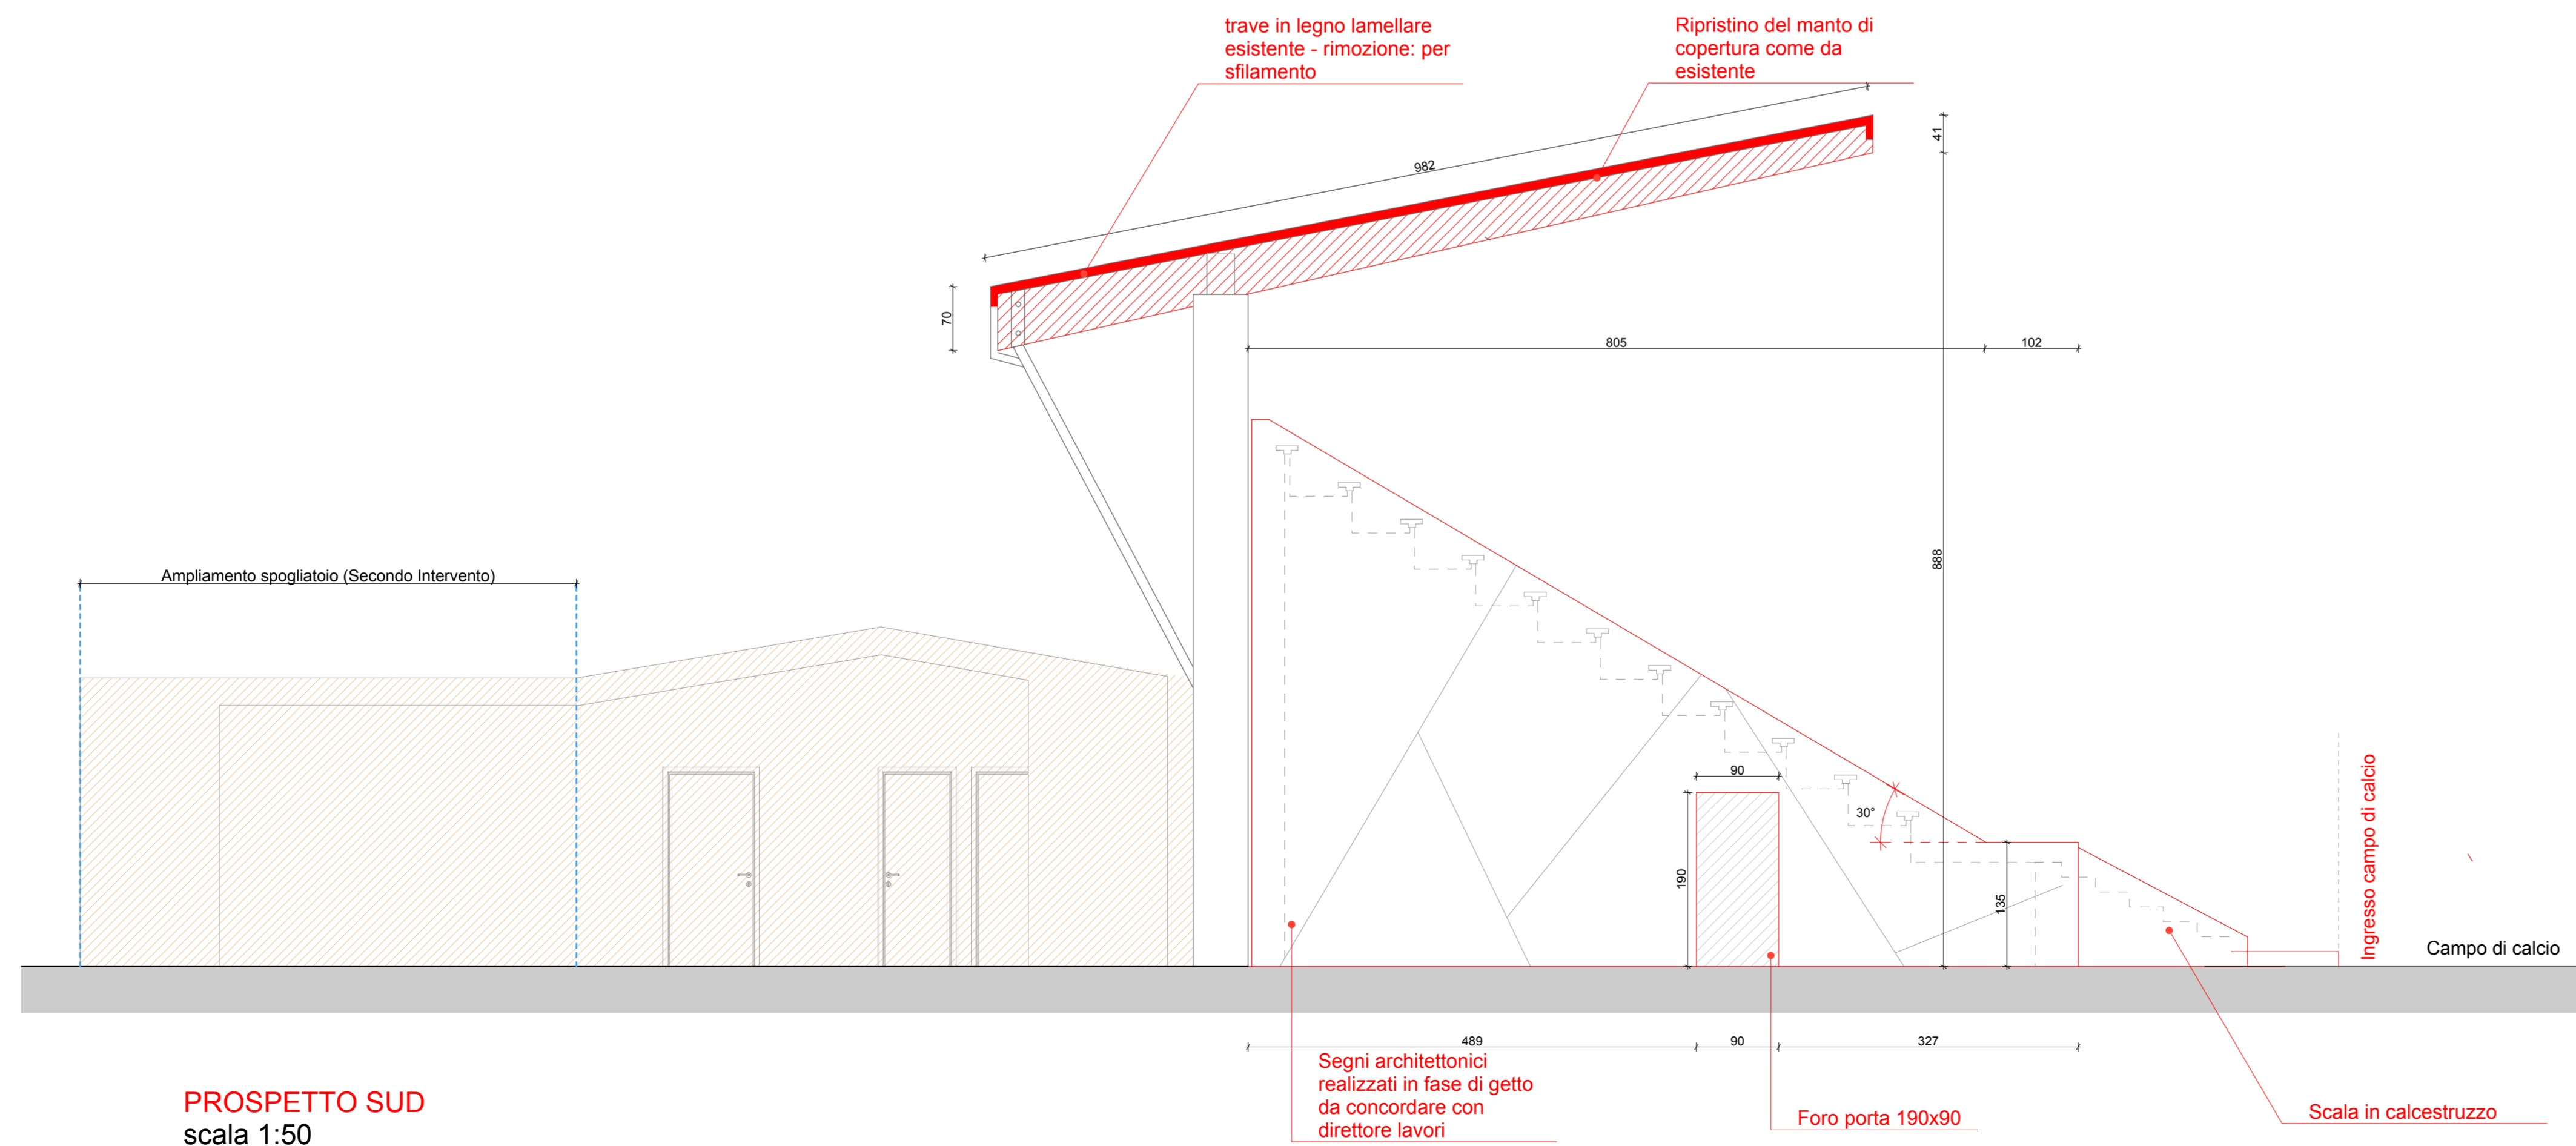 trave in legno lamellare
esistente - rimozione: per
sfilamento
Ripristino del manto di
copertura come da
esistente
982
41
70
805
102
888
Ampliamento spogliatoio (Secondo Intervento)
90
30°
190
135
Ingresso campo di calcio
Campo di calcio
489
90
327
Segni architettonici
realizzati in fase di getto
da concordare con
direttore lavori
Foro porta 190x90
Scala in calcestruzzo
PROSPETTO SUD
scala 1:50